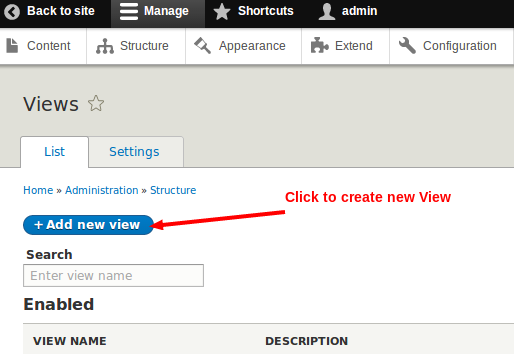 Back to site Manage Shortcuts admin
Content Structure Appearance Extend Configuration
Views
List Settings
Home » Administration » Structure
Click to create new View
+ Add new view
Search
Enter view name
Enabled
VIEW NAME DESCRIPTION